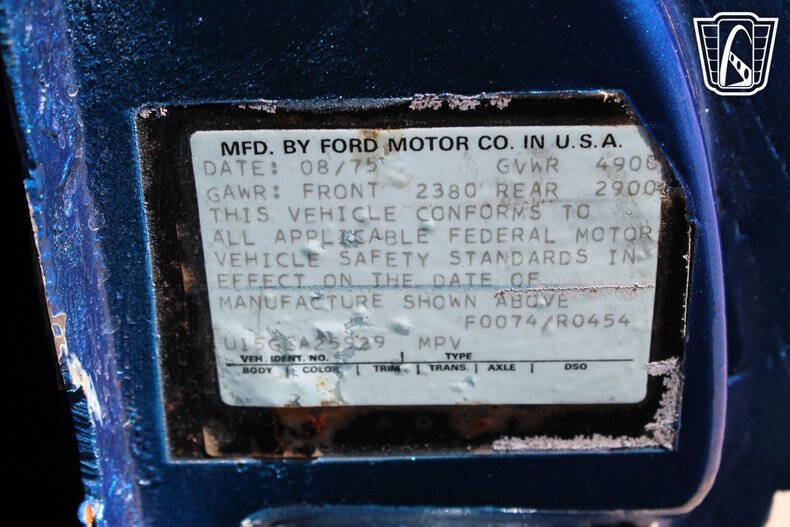 MFD. BY FORD MOTOR CO. IN U.S.A.
DATE: 08/75 GVWR 4900
GAWR: FRONT 2380 REAR 2900
THIS VEHICLE CONFORMS TO
ALL APPLICABLE FEDERAL MOTOR
VEHICLE SAFETY STANDARDS IN
EFFECT ON THE DATE OF
MANUFACTURE SHOWN ABOVE
F0074/R0454
MPV
VEH. IDENT. NO. TYPE
BODY COLOR TRIM TRANS. AXLE DSO